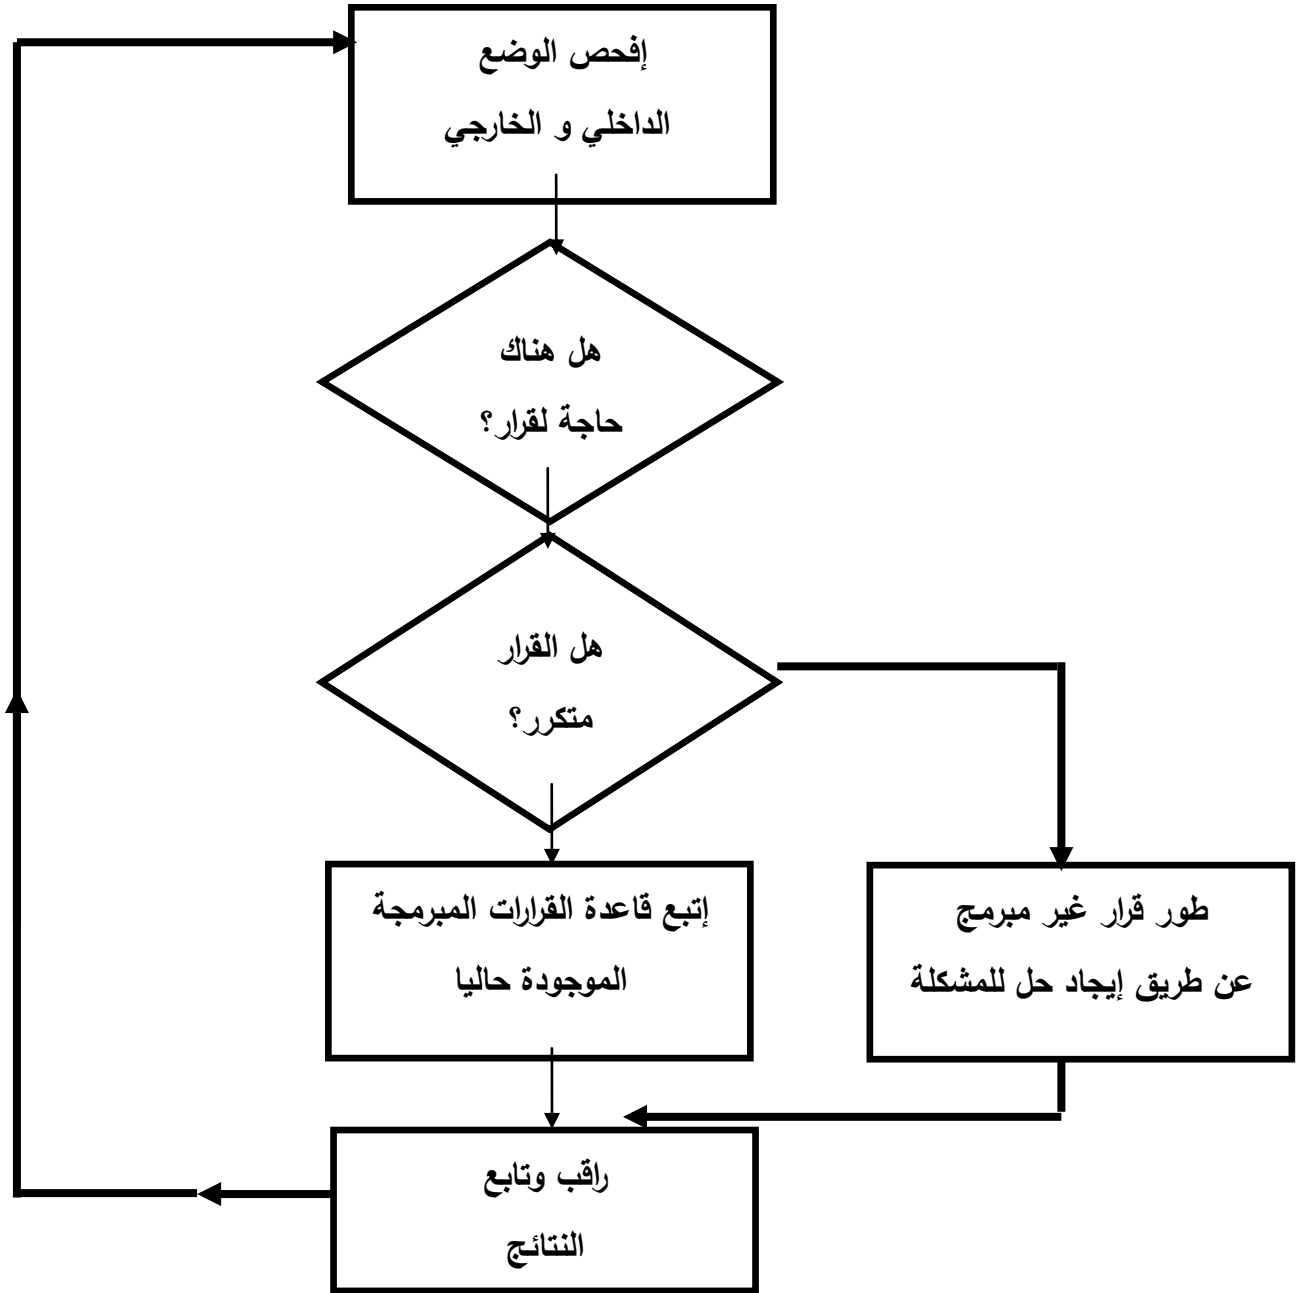 إفحص الوضع
الداخلي و الخارجي
هل هناك
حاجة لقرار؟
هل القرار
متكرر؟
إتبع قاعدة القرارات المبرمجة
الموجودة حاليا
طور قرار غير مبرمج
عن طريق إيجاد حل للمشكلة
راقب وتابع
النتائج